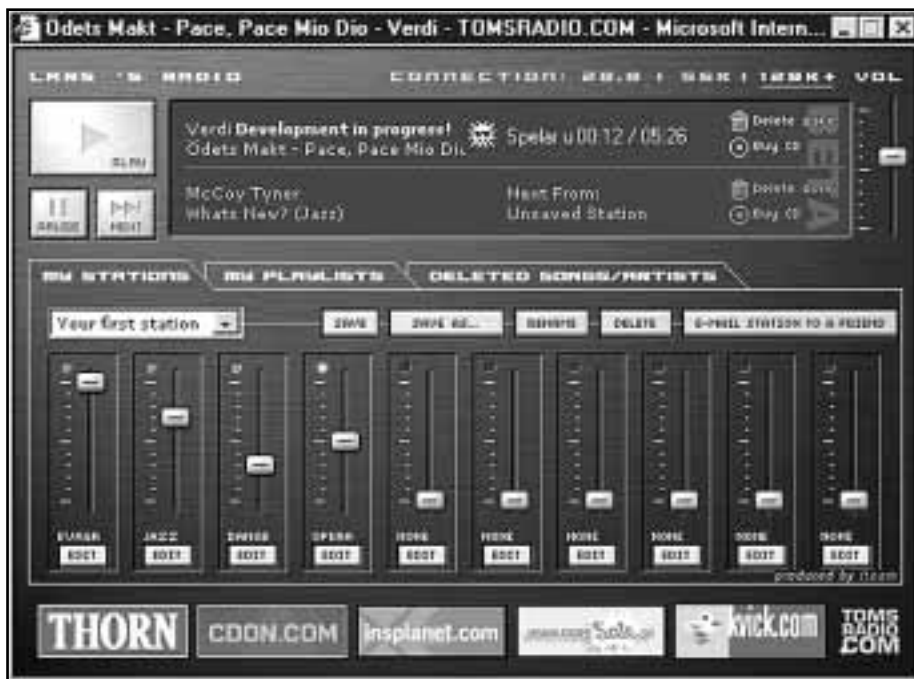 Odets Makt - Pace, Pace Mio Dio - Verdi - TOMSRADIO.COM - Microsoft Intern...
'S RADIO
CONNECTION: 28.8 | 56K | 128K+ VOL
PLAY
Verdi Development in progress!
Odets Makt - Pace, Pace Mio Di
Spelar u 00:12 / 05:26
Delete
Buy CD
PAUSE
NEXT
McCoy Tyner
Whats New? (Jazz)
Next From:
Unsaved Station
Delete
Buy CD
MY STATIONS MY PLAYLISTS DELETED SONGS/ARTISTS
Your first station
SAVE SAVE AS... RENAME DELETE E-MAIL STATION TO A FRIEND
JAZZ DANCE OPERA NONE NONE NONE NONE NONE NONE
EDIT EDIT EDIT EDIT EDIT EDIT EDIT EDIT EDIT EDIT
produced by
THORN CDON.COM insplanet.com kvick.com
TOMS
RADIO
.COM